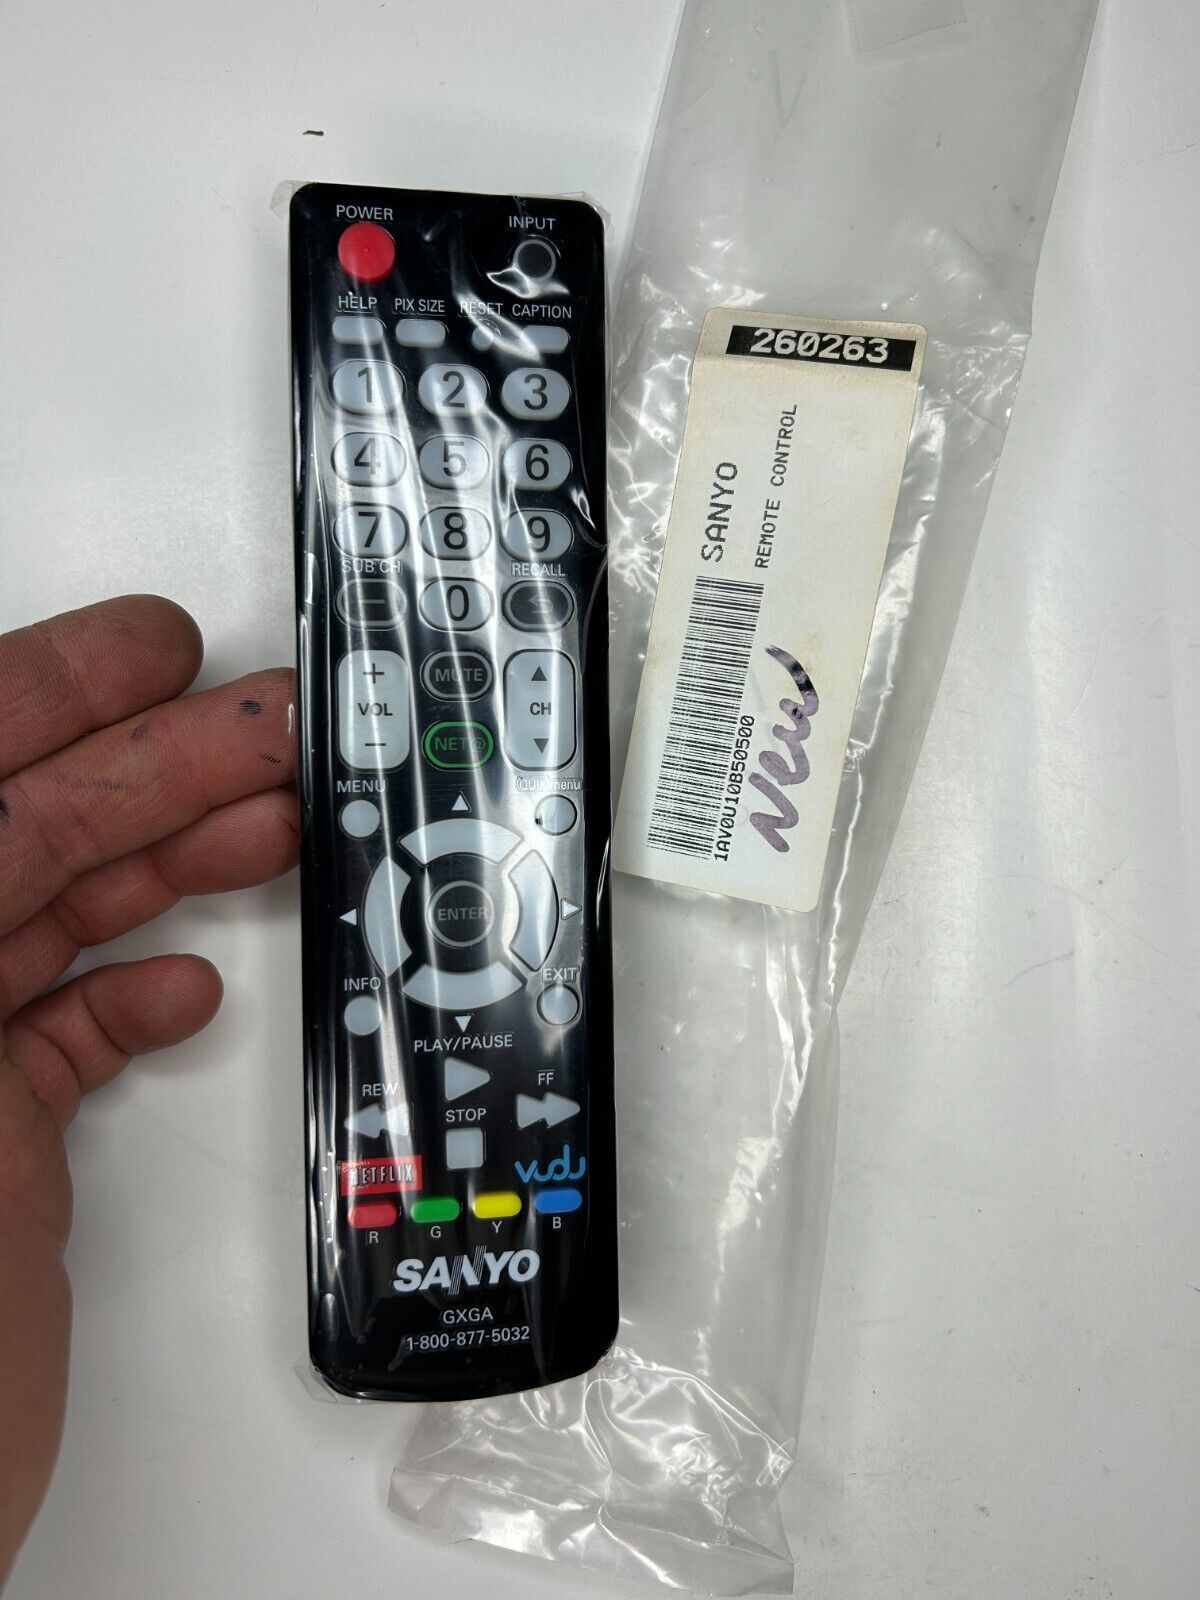 POWER INPUT
HELP PIX SIZE RESET CAPTION
1 2 3
4 5 6
7 8 9
SUB CH RECALL
— 0
+ MUTE
VOL CH
− NET@
MENU QUIKmenu
ENTER
INFO EXIT
PLAY/PAUSE
REW FF
STOP
NETFLIX vudu
R G Y B
SANYO
GXGA
1-800-877-5032
260263
SANYO
REMOTE CONTROL
1AV0U10B50500
New